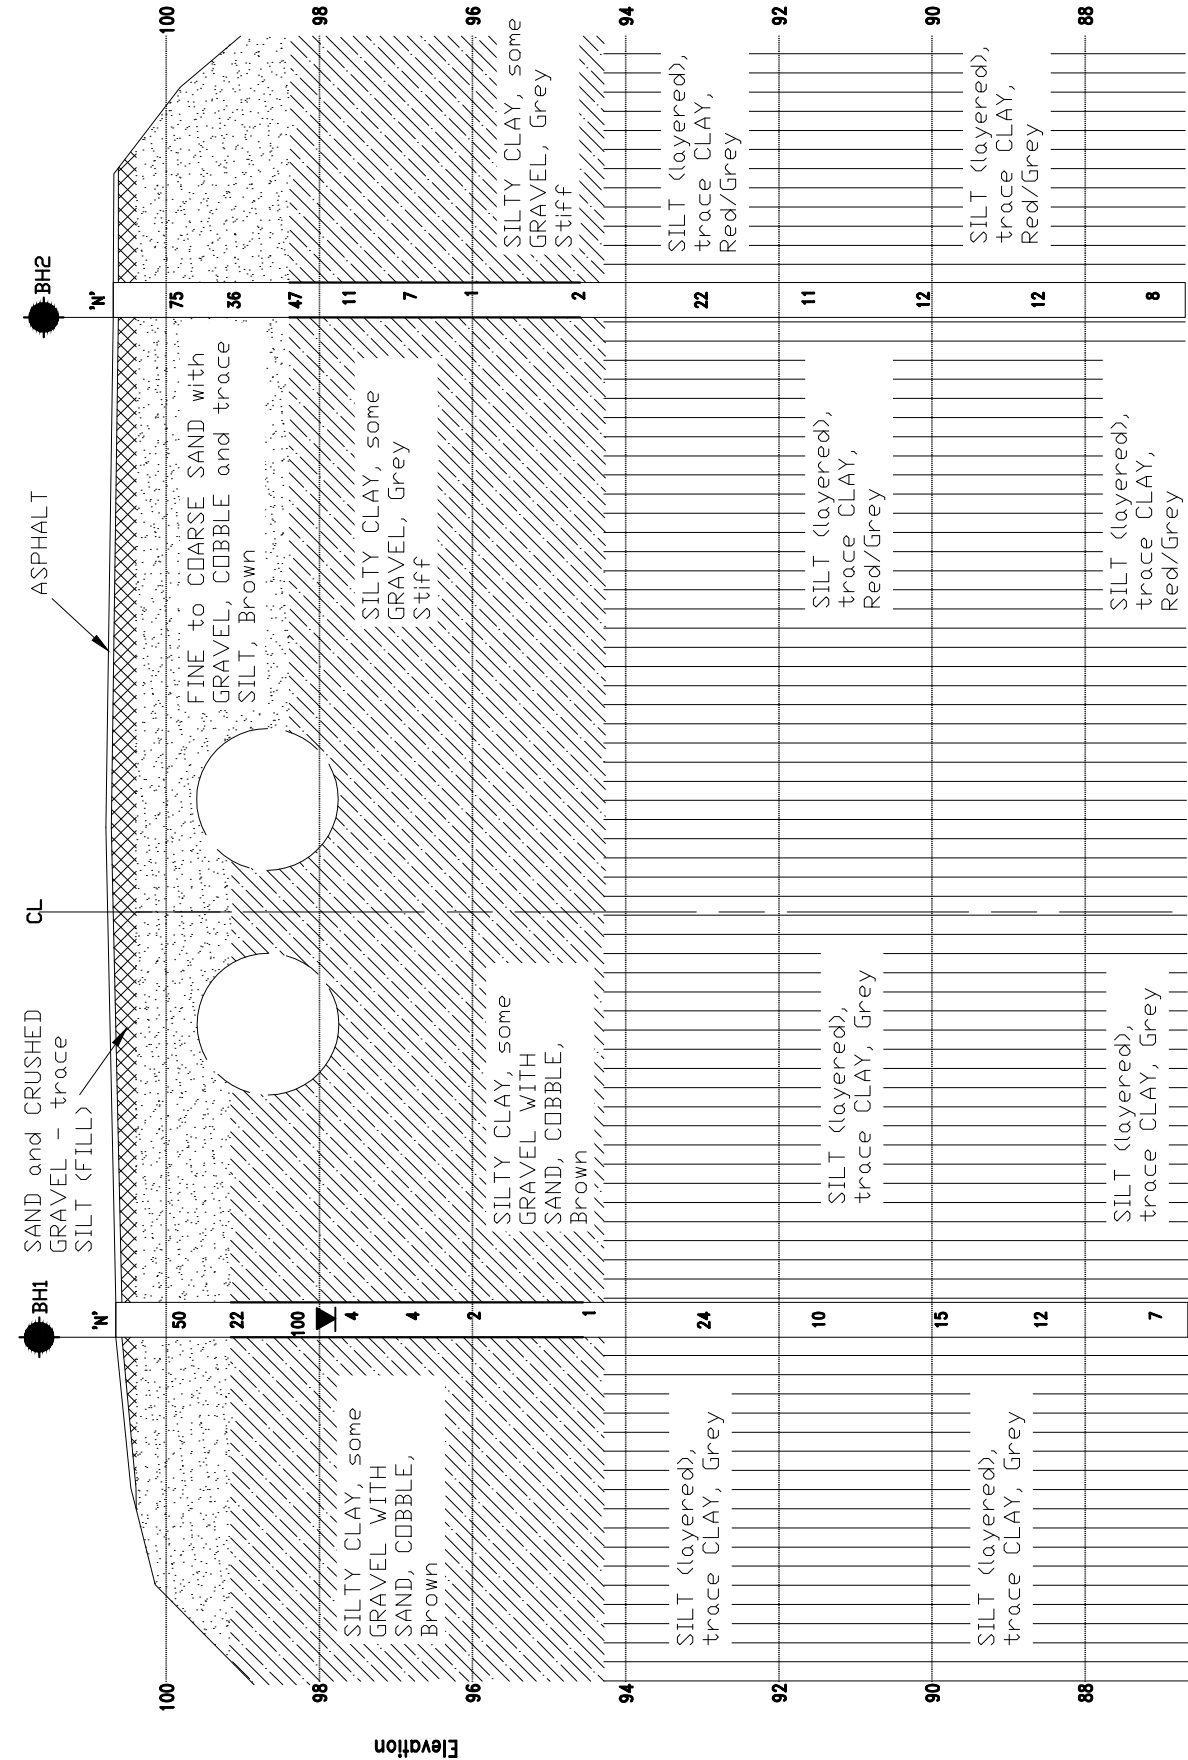 BH1
CL
BH2
SAND and CRUSHED
GRAVEL - trace
SILT (FILL)
ASPHALT
'N'
'N'
100
100
98
98
96
96
94
94
92
92
90
90
88
88
Elevation
50
22
100
4
4
2
1
24
10
15
12
7
75
36
47
11
7
1
2
22
11
12
12
8
FINE to COARSE SAND with
GRAVEL, COBBLE and trace
SILT, Brown
SILTY CLAY, some
GRAVEL WITH
SAND, COBBLE,
Brown
SILTY CLAY, some
GRAVEL WITH
SAND, COBBLE,
Brown
SILTY CLAY, some
GRAVEL, Grey
Stiff
SILTY CLAY, some
GRAVEL, Grey
Stiff
SILT (layered),
trace CLAY, Grey
SILT (layered),
trace CLAY, Grey
SILT (layered),
trace CLAY,
Red/Grey
SILT (layered),
trace CLAY,
Red/Grey
SILT (layered),
trace CLAY, Grey
SILT (layered),
trace CLAY, Grey
SILT (layered),
trace CLAY,
Red/Grey
SILT (layered),
trace CLAY,
Red/Grey